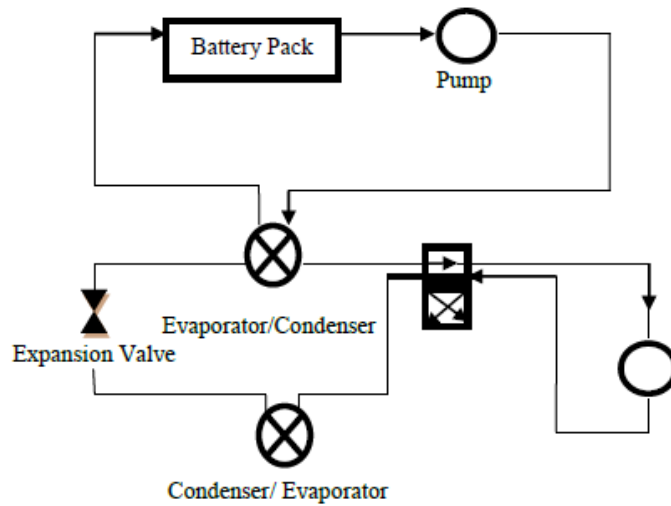 Battery Pack
Pump
Evaporator/Condenser
Expansion Valve
Condenser/ Evaporator